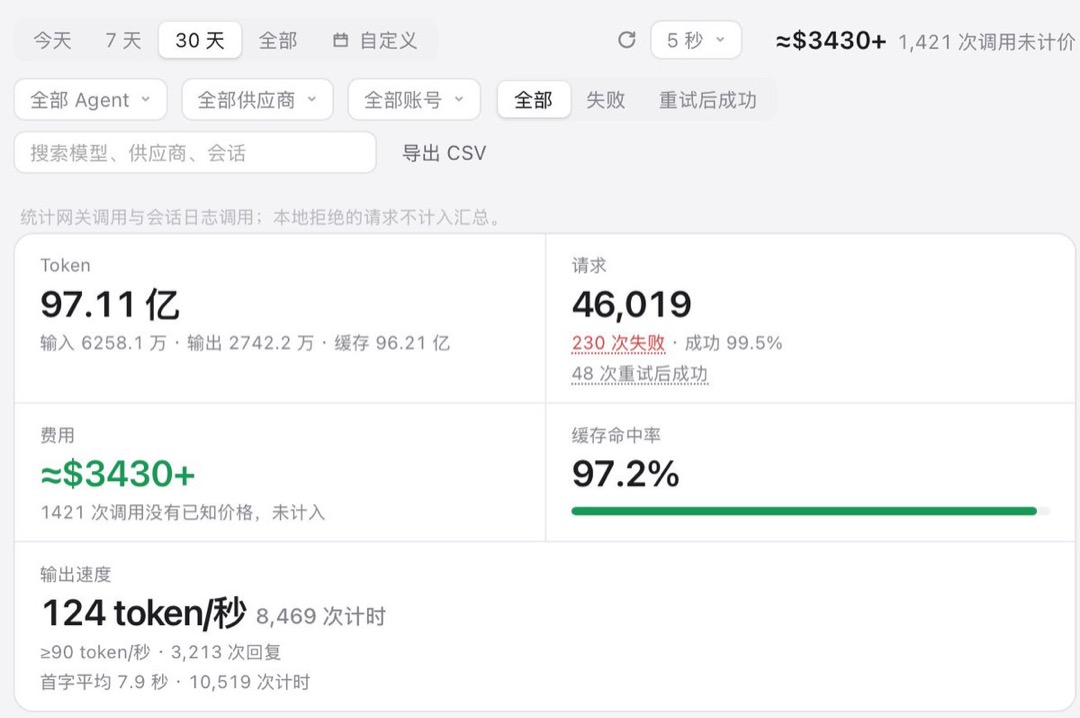 今天 7 天 30 天 全部 自定义 5 秒 ≈$3430+ 1,421 次调用未计价
全部 Agent 全部供应商 全部账号 全部 失败 重试后成功
搜索模型、供应商、会话 导出 CSV
统计网关调用与会话日志调用；本地拒绝的请求不计入汇总。
Token
97.11 亿
输入 6258.1 万 · 输出 2742.2 万 · 缓存 96.21 亿
请求
46,019
230 次失败 · 成功 99.5%
48 次重试后成功
费用
≈$3430+
1421 次调用没有已知价格，未计入
缓存命中率
97.2%
输出速度
124 token/秒 8,469 次计时
≥90 token/秒 · 3,213 次回复
首字平均 7.9 秒 · 10,519 次计时